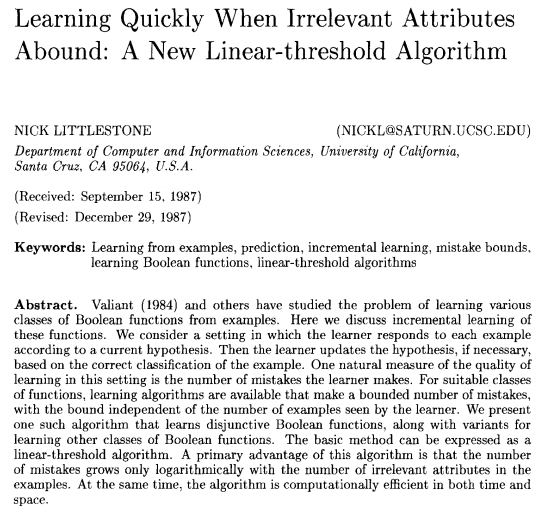 Learning Quickly When Irrelevant Attributes
Abound: A New Linear-threshold Algorithm
NICK LITTLESTONE (NICKL@SATURN.UCSC.EDU)
Department of Computer and Information Sciences, University of California,
Santa Cruz, CA 95064, U.S.A.
(Received: September 15, 1987)
(Revised: December 29, 1987)
Keywords: Learning from examples, prediction, incremental learning, mistake bounds,
learning Boolean functions, linear-threshold algorithms
Abstract. Valiant (1984) and others have studied the problem of learning various
classes of Boolean functions from examples. Here we discuss incremental learning of
these functions. We consider a setting in which the learner responds to each example
according to a current hypothesis. Then the learner updates the hypothesis, if necessary,
based on the correct classification of the example. One natural measure of the quality of
learning in this setting is the number of mistakes the learner makes. For suitable classes
of functions, learning algorithms are available that make a bounded number of mistakes,
with the bound independent of the number of examples seen by the learner. We present
one such algorithm that learns disjunctive Boolean functions, along with variants for
learning other classes of Boolean functions. The basic method can be expressed as a
linear-threshold algorithm. A primary advantage of this algorithm is that the number
of mistakes grows only logarithmically with the number of irrelevant attributes in the
examples. At the same time, the algorithm is computationally efficient in both time and
space.